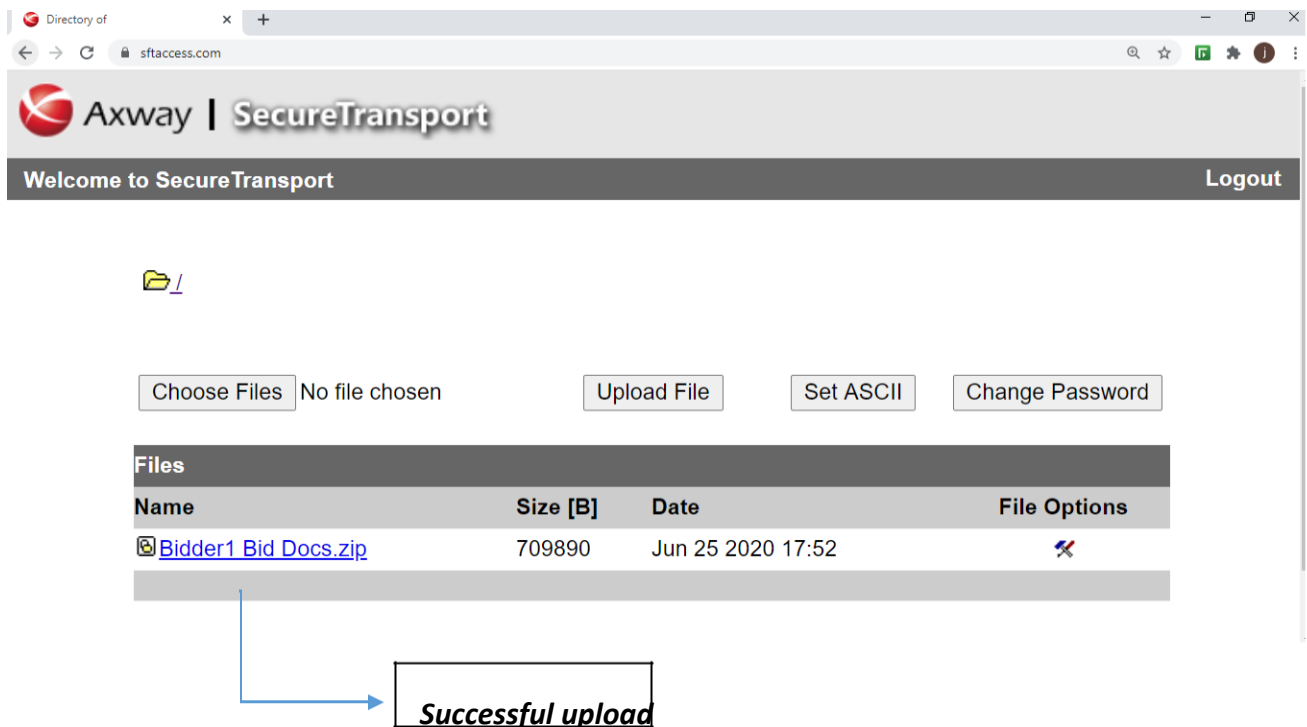 Directory of
sftaccess.com
Axway | SecureTransport
Welcome to SecureTransport Logout
/
Choose Files No file chosen Upload File Set ASCII Change Password
Files
Name Size [B] Date File Options
Bidder1 Bid Docs.zip 709890 Jun 25 2020 17:52
Successful upload